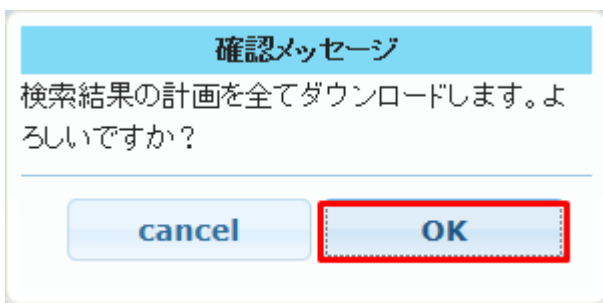 確認メッセージ
検索結果の計画を全てダウンロードします。よ
ろしいですか？
cancel
OK